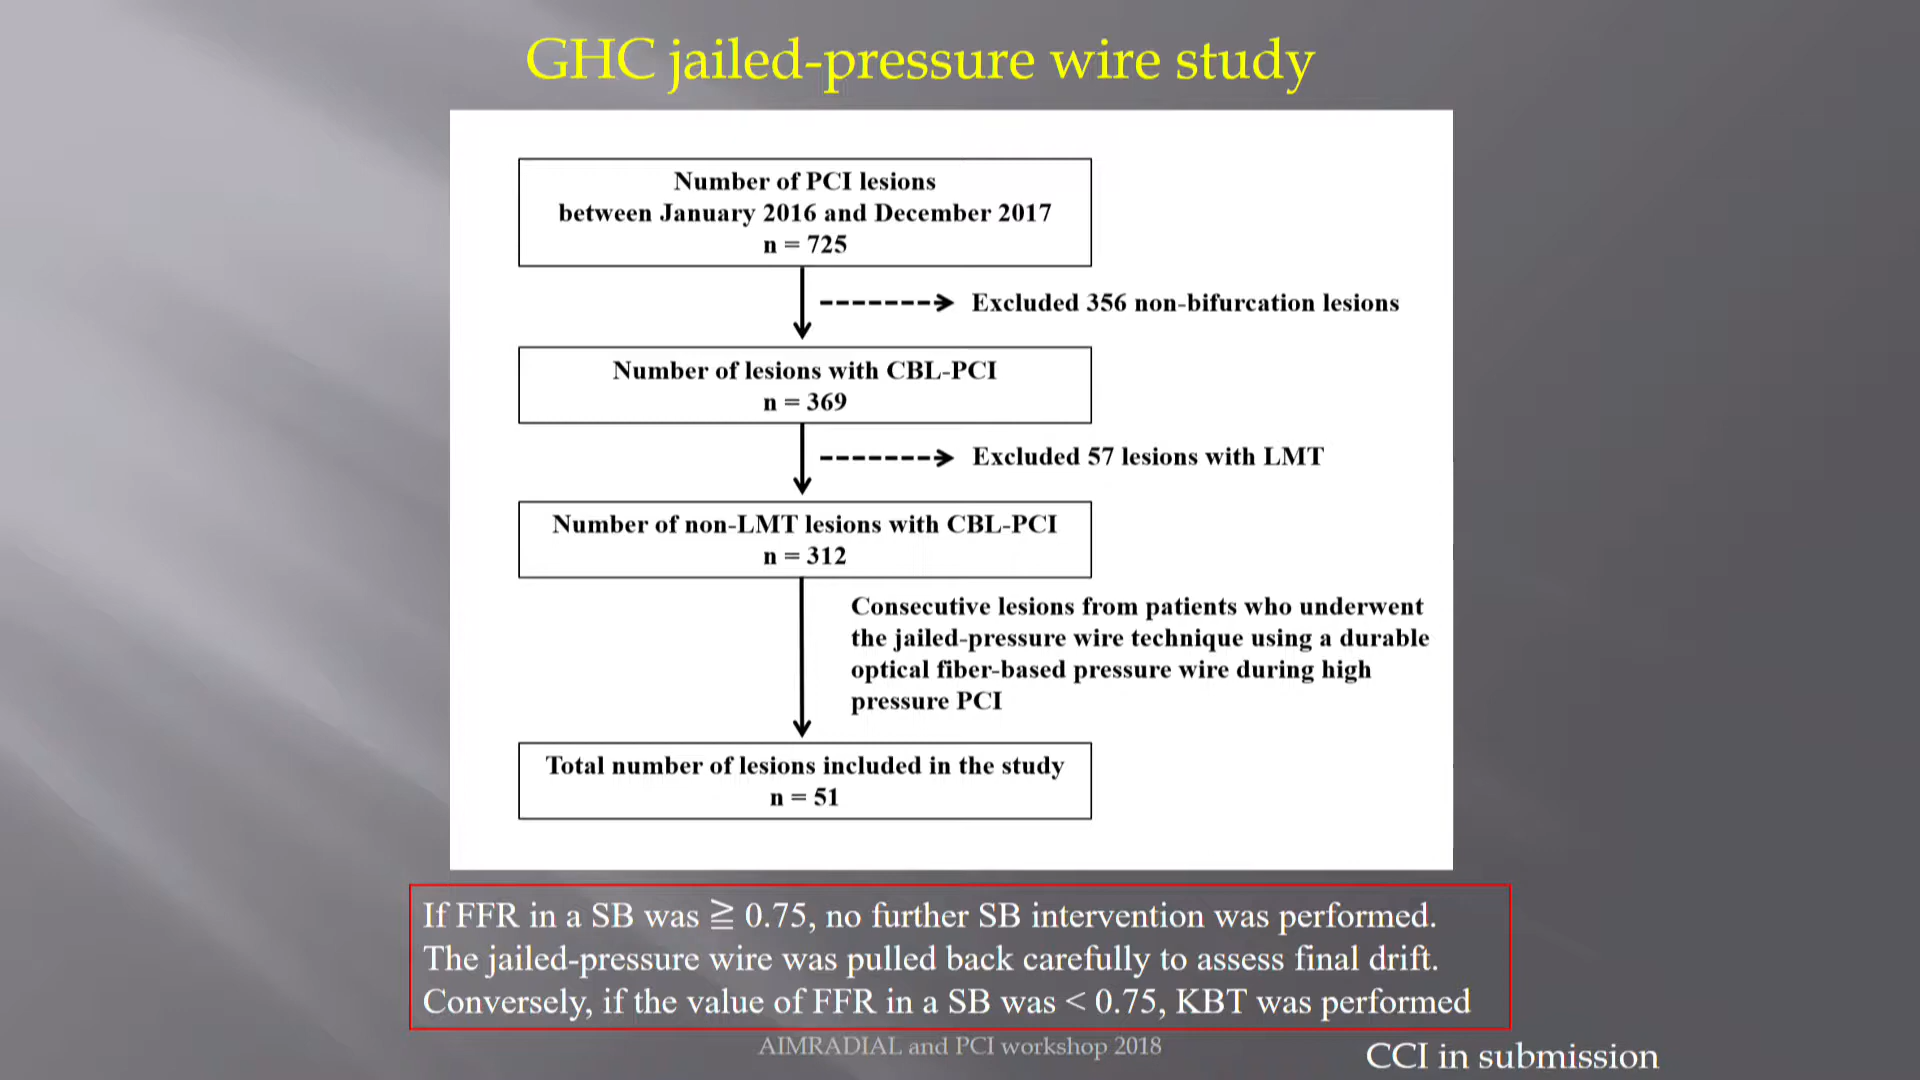 GHC jailed-pressure wire study
Number of PCI lesions
between January 2016 and December 2017
n = 725
Excluded 356 non-bifurcation lesions
Number of lesions with CBL-PCI
n = 369
Excluded 57 lesions with LMT
Number of non-LMT lesions with CBL-PCI
n = 312
Consecutive lesions from patients who underwent
the jailed-pressure wire technique using a durable
optical fiber-based pressure wire during high
pressure PCI
Total number of lesions included in the study
n = 51
If FFR in a SB was ≧ 0.75, no further SB intervention was performed.
The jailed-pressure wire was pulled back carefully to assess final drift.
Conversely, if the value of FFR in a SB was < 0.75, KBT was performed
AIMRADIAL and PCI workshop 2018
CCI in submission